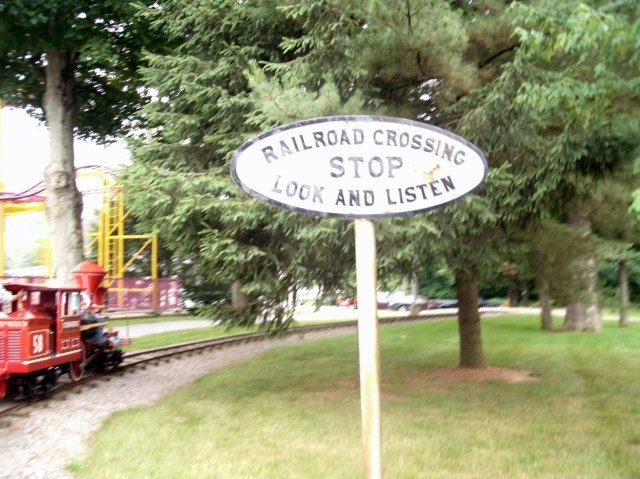 RAILROAD CROSSING
STOP
LOOK AND LISTEN
58